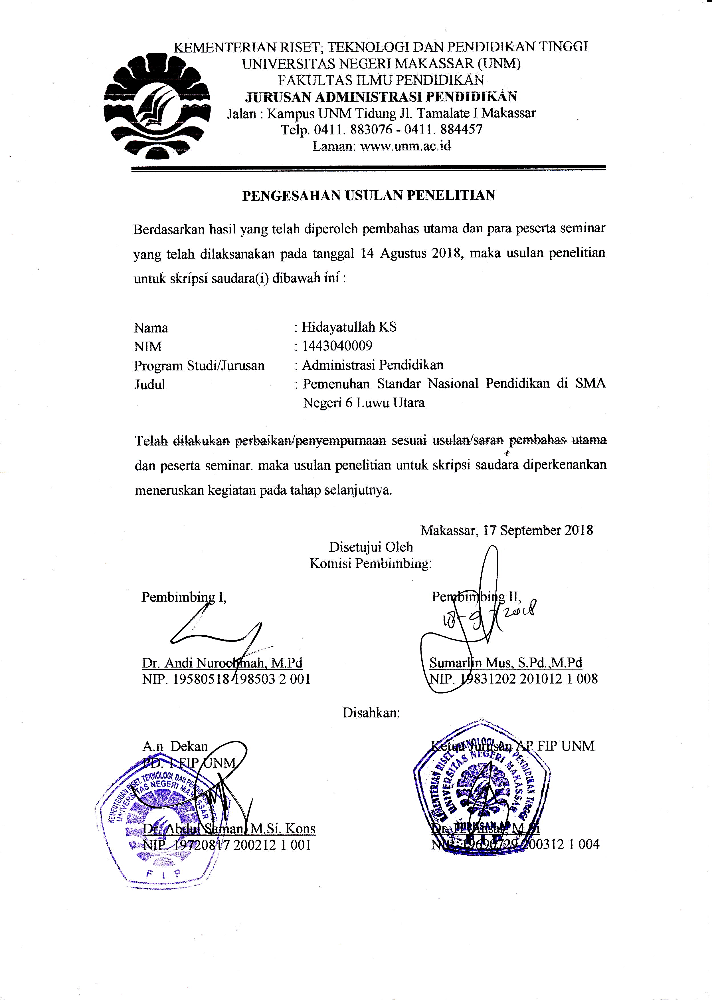 KEMENTERIAN RISET, TEKNOLOGI DAN PENDIDIKAN TINGGI
UNIVERSITAS NEGERI MAKASSAR (UNM)
FAKULTAS ILMU PENDIDIKAN
JURUSAN ADMINISTRASI PENDIDIKAN
Jalan : Kampus UNM Tidung Jl. Tamalate I Makassar
Telp. 0411. 883076 - 0411. 884457
Laman: www.unm.ac.id
PENGESAHAN USULAN PENELITIAN
Berdasarkan hasil yang telah diperoleh pembahas utama dan para peserta seminar
yang telah dilaksanakan pada tanggal 14 Agustus 2018, maka usulan penelitian
untuk skripsi saudara(i) dibawah ini :
Nama : Hidayatullah KS
NIM : 1443040009
Program Studi/Jurusan : Administrasi Pendidikan
Judul : Pemenuhan Standar Nasional Pendidikan di SMA
Negeri 6 Luwu Utara
Telah dilakukan perbaikan/penyempurnaan sesuai usulan/saran pembahas utama
dan peserta seminar. maka usulan penelitian untuk skripsi saudara diperkenankan
meneruskan kegiatan pada tahap selanjutnya.
Makassar, 17 September 2018
Disetujui Oleh
Komisi Pembimbing:
Pembimbing I, Pembimbing II,
Dr. Andi Nurochmah, M.Pd Sumarlin Mus, S.Pd.,M.Pd
NIP. 19580518 198503 2 001 NIP. 19831202 201012 1 008
Disahkan:
A.n Dekan Ketua Jurusan AP FIP UNM
PD. I FIP UNM
KEMENTERIAN RISET, TEKNOLOGI, DAN PENDIDIKAN TINGGI
UNIVERSITAS NEGERI MAKASSAR
F I P
KEMENTERIAN RISET, TEKNOLOGI DAN PENDIDIKAN TINGGI
UNIVERSITAS NEGERI MAKASSAR
JURUSAN AP
F I P
Dr. Abdul Saman, M.Si. Kons Dr. H. Ansar, M.Si
NIP. 19720817 200212 1 001 NIP. 19690729 200312 1 004